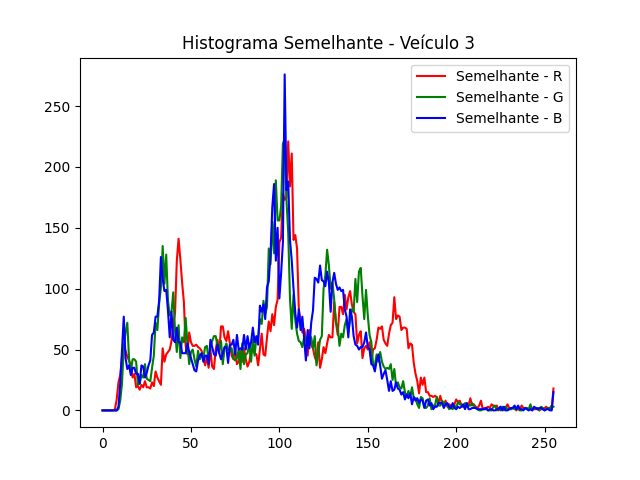 Histograma Semelhante - Veículo 3
Semelhante - R
Semelhante - G
Semelhante - B
250
200
150
100
50
0
0 50 100 150 200 250